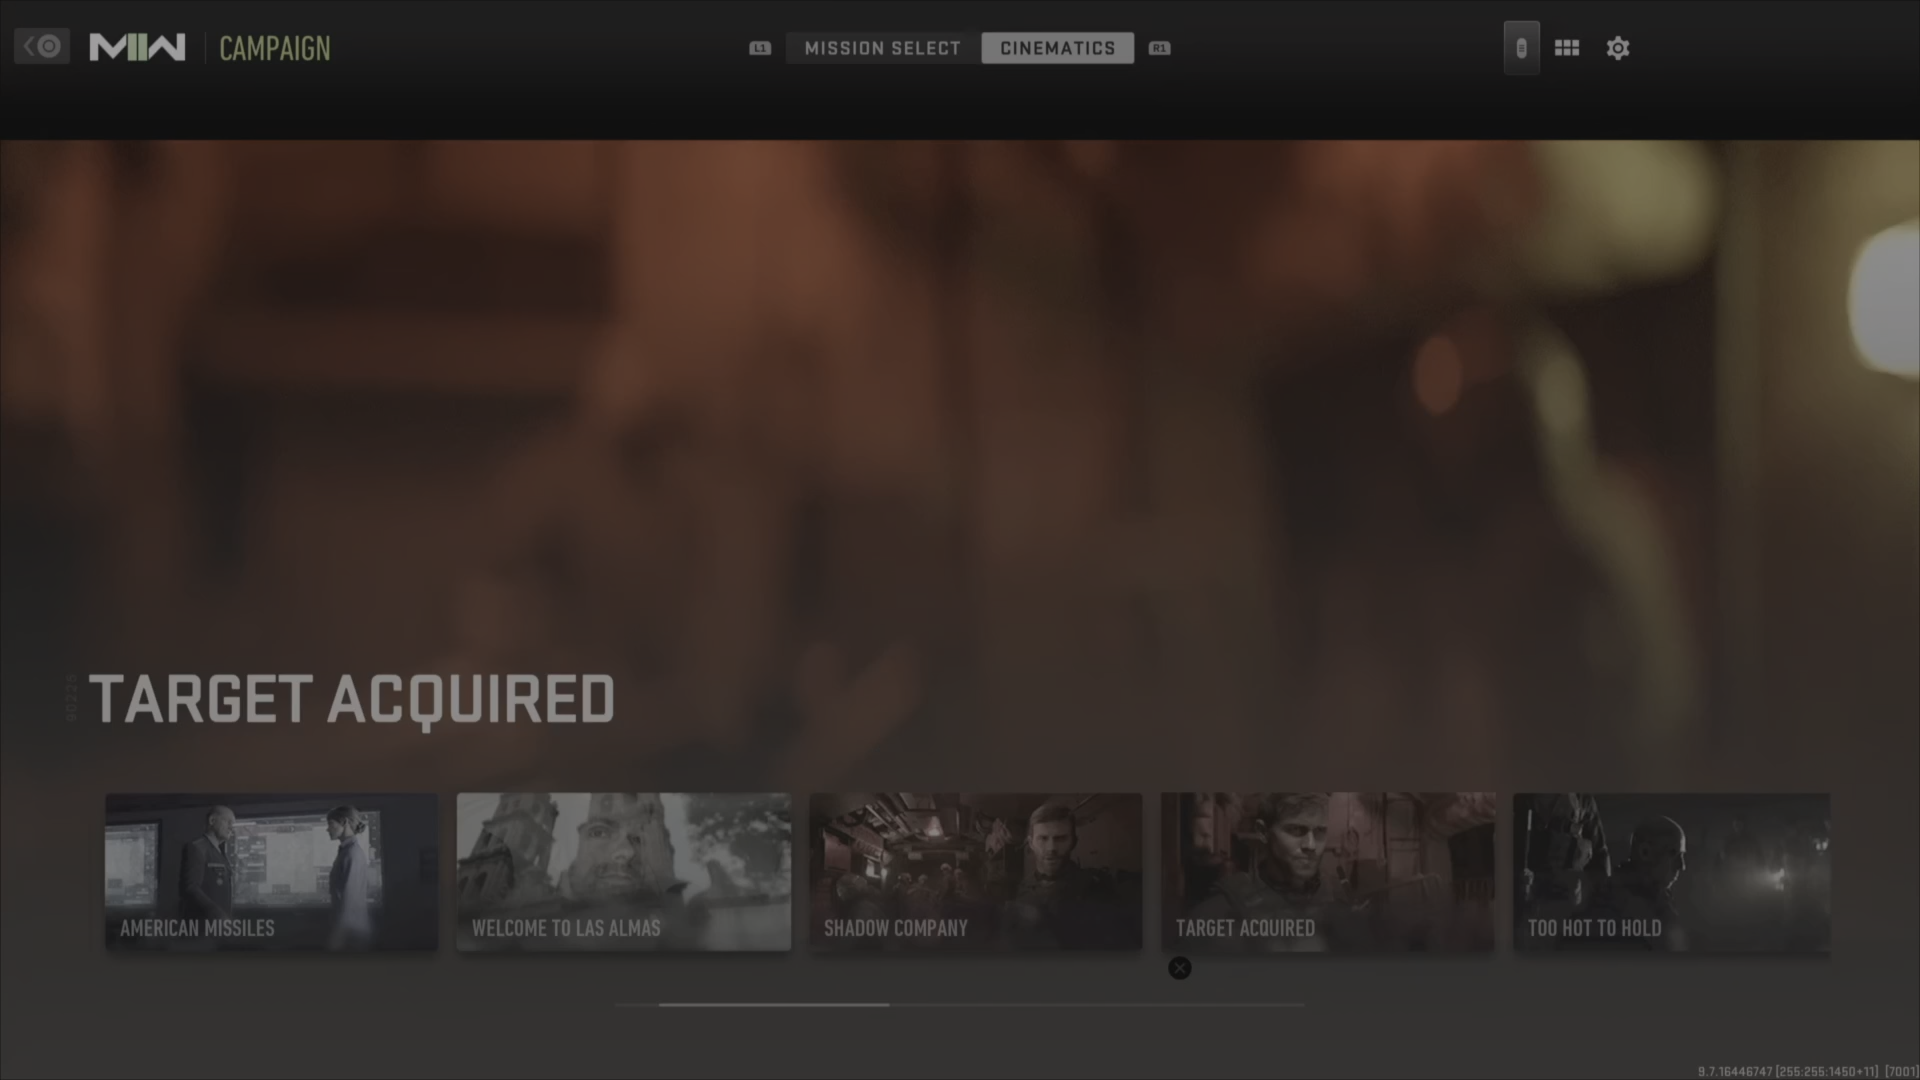 MW CAMPAIGN
L1 MISSION SELECT CINEMATICS R1
TARGET ACQUIRED
AMERICAN MISSILES
WELCOME TO LAS ALMAS
SHADOW COMPANY
TARGET ACQUIRED
TOO HOT TO HOLD
9.7.16446747 [255:255:1450+11] [7001]